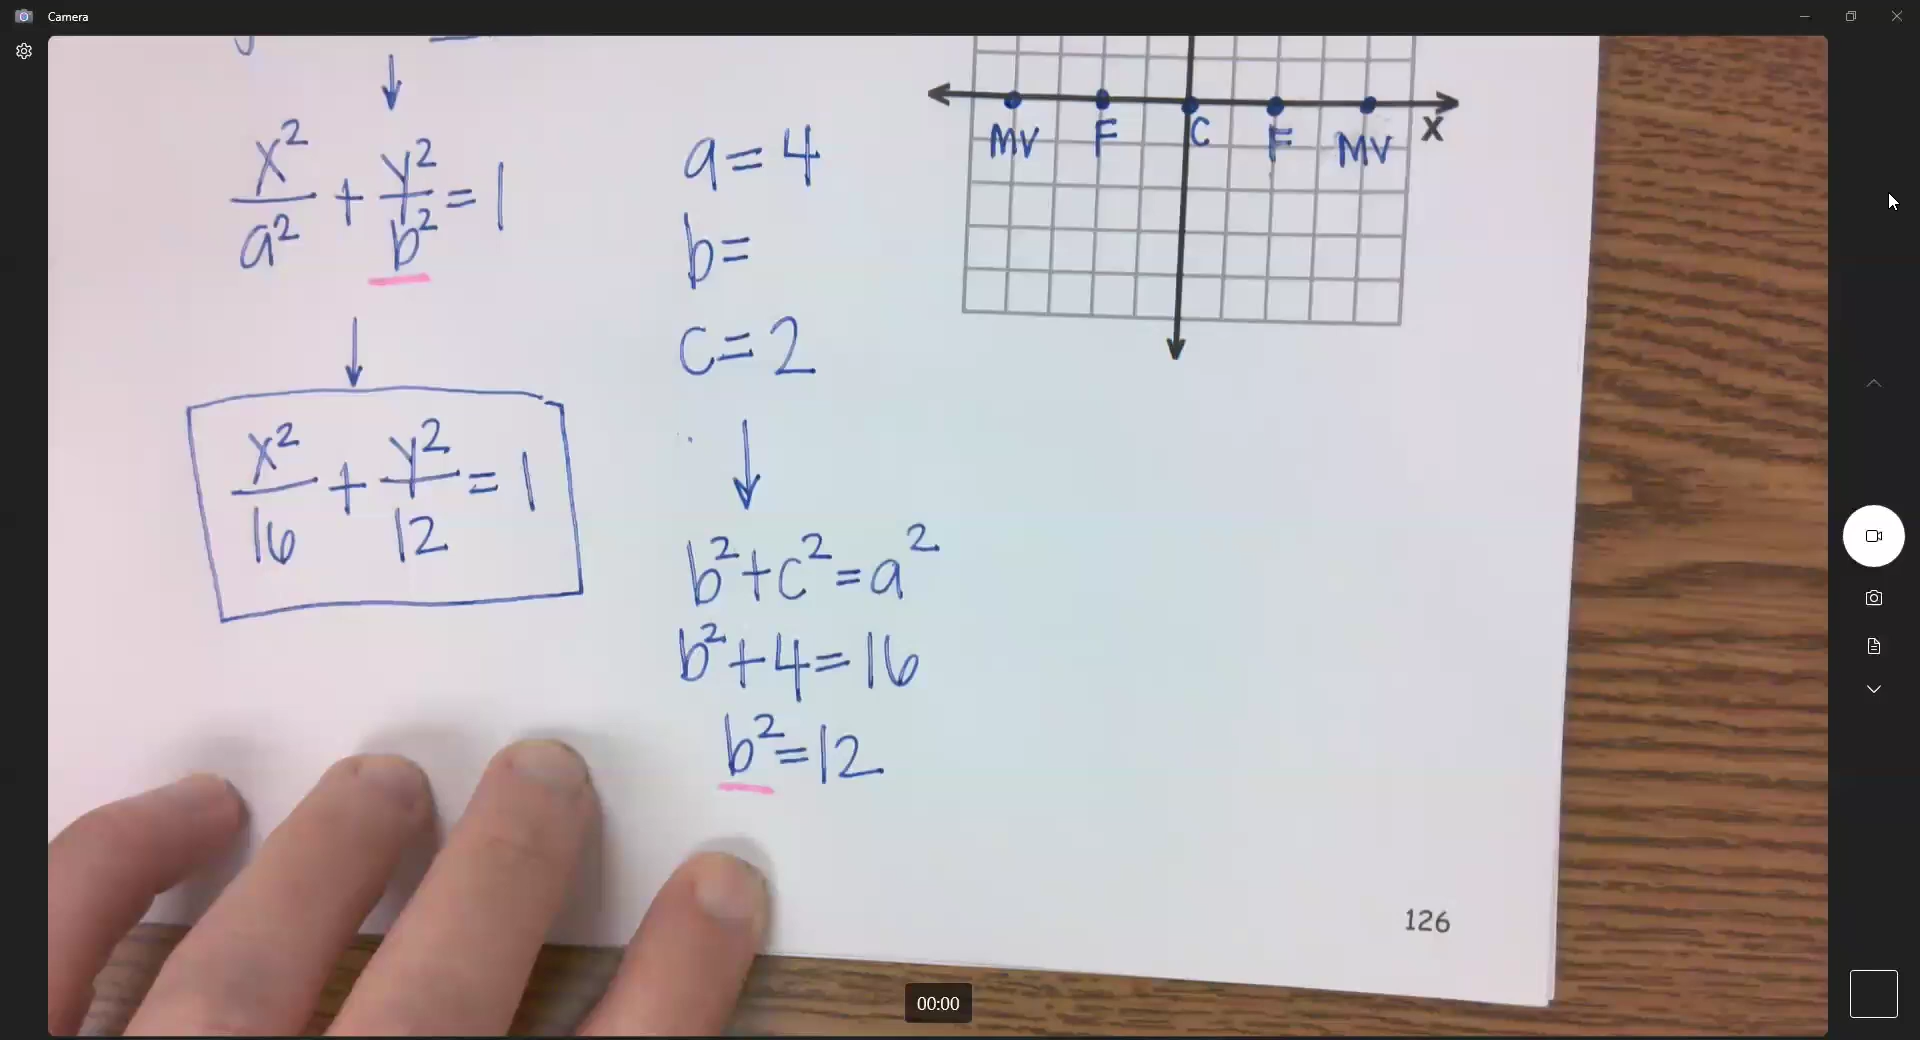 Camera
x²/a² + y²/b² = 1
x²/16 + y²/12 = 1
a = 4
b =
c = 2
b² + c² = a²
b² + 4 = 16
b² = 12
MV F C F MV X
126
00:00